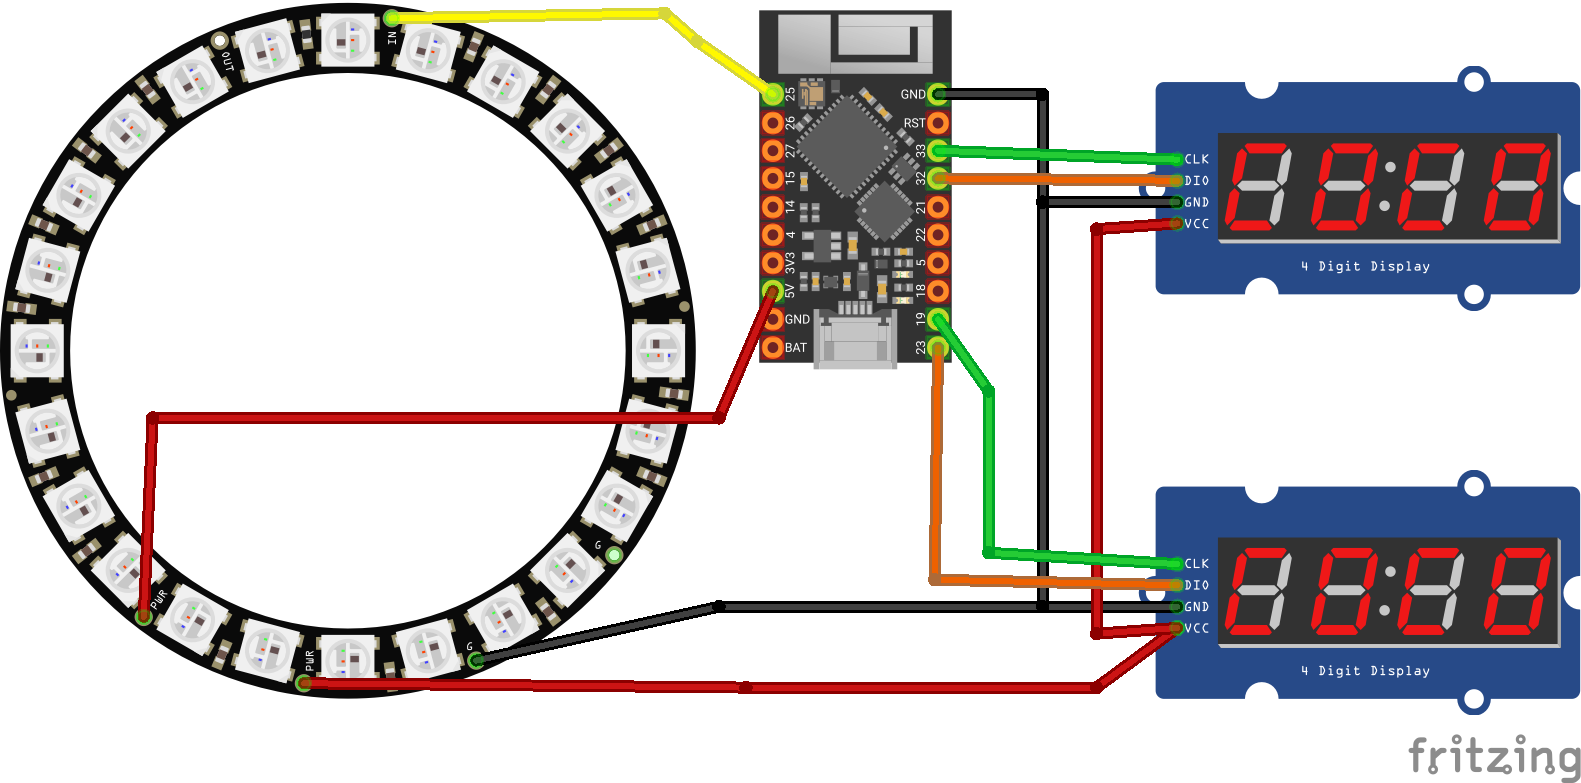 IN
OUT
G
PWR
G
PWR
25
26
27
15
14
4
3V3
5V
GND
BAT
GND
RST
33
32
21
22
5
18
19
23
CLK
DIO
GND
VCC
4 Digit Display
CLK
DIO
GND
VCC
4 Digit Display
fritzing